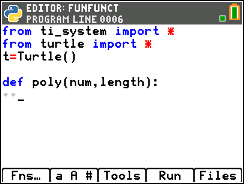 EDITOR: FUNFUNCT
PROGRAM LINE 0006
from ti_system import *
from turtle import *
t=Turtle()
def poly(num,length):
Fns… a A # Tools Run Files